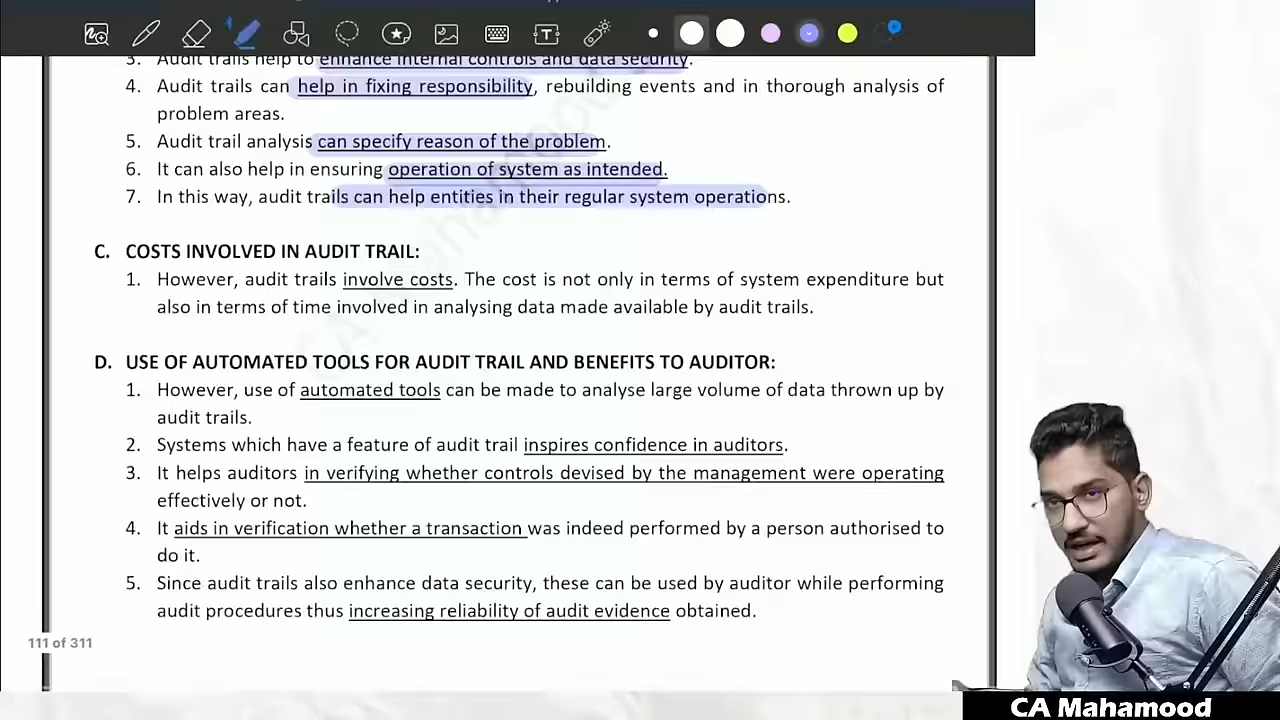 3. Audit trails help to enhance internal controls and data security.
4. Audit trails can help in fixing responsibility, rebuilding events and in thorough analysis of
problem areas.
5. Audit trail analysis can specify reason of the problem.
6. It can also help in ensuring operation of system as intended.
7. In this way, audit trails can help entities in their regular system operations.
C. COSTS INVOLVED IN AUDIT TRAIL:
1. However, audit trails involve costs. The cost is not only in terms of system expenditure but
also in terms of time involved in analysing data made available by audit trails.
D. USE OF AUTOMATED TOOLS FOR AUDIT TRAIL AND BENEFITS TO AUDITOR:
1. However, use of automated tools can be made to analyse large volume of data thrown up by
audit trails.
2. Systems which have a feature of audit trail inspires confidence in auditors.
3. It helps auditors in verifying whether controls devised by the management were operating
effectively or not.
4. It aids in verification whether a transaction was indeed performed by a person authorised to
do it.
5. Since audit trails also enhance data security, these can be used by auditor while performing
audit procedures thus increasing reliability of audit evidence obtained.
111 of 311
CA Mahamood